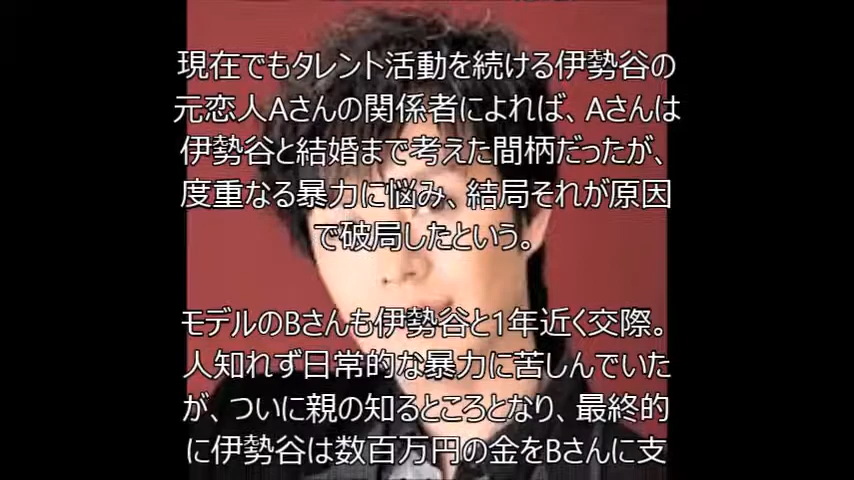 現在でもタレント活動を続ける伊勢谷の
元恋人Aさんの関係者によれば、Aさんは
伊勢谷と結婚まで考えた間柄だったが、
度重なる暴力に悩み、結局それが原因
で破局したという。
モデルのBさんも伊勢谷と1年近く交際。
人知れず日常的な暴力に苦しんでいた
が、ついに親の知るところとなり、最終的
に伊勢谷は数百万円の金をBさんに支